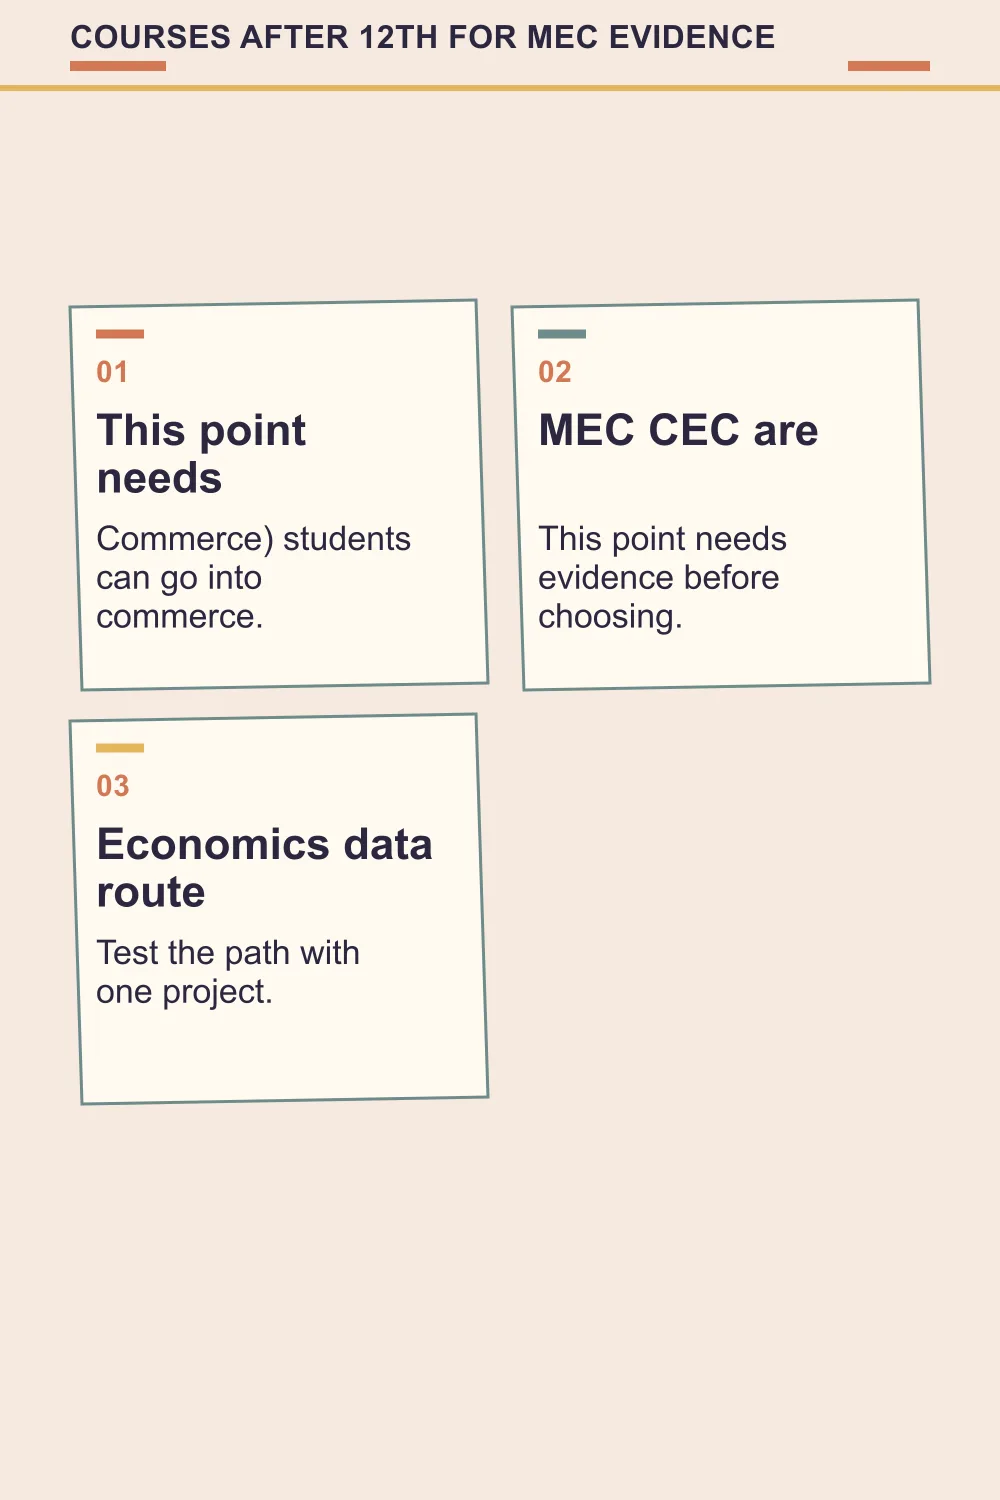 COURSES AFTER 12TH FOR MEC EVIDENCE
01
This point
needs
Commerce) students
can go into
commerce.
02
MEC CEC are
This point needs
evidence before
choosing.
03
Economics data
route
Test the path with
one project.